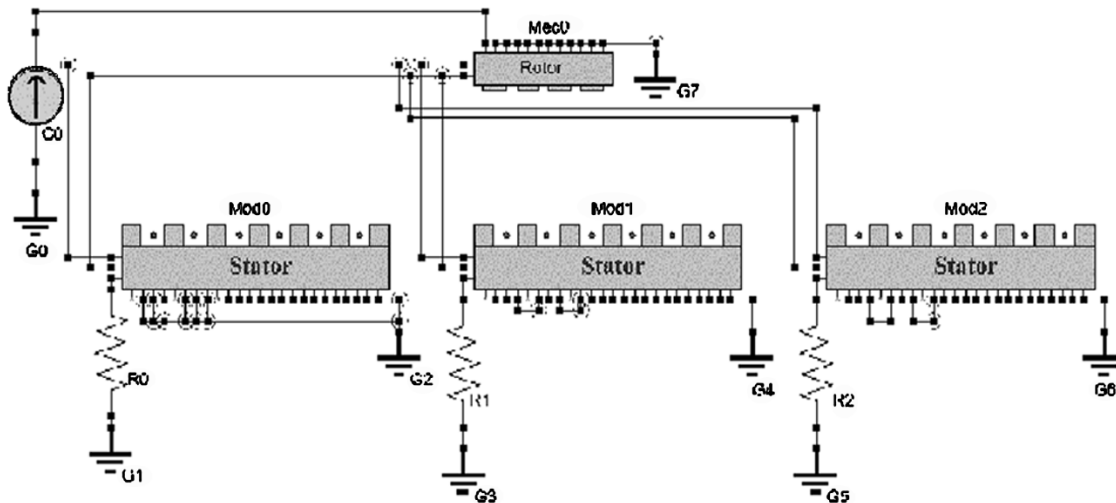 Mec0
Rotor
G7
C0
G0
Mod0
Mod1
Mod2
Stator
Stator
Stator
R0
G2
R1
G4
R2
G6
G1
G3
G5